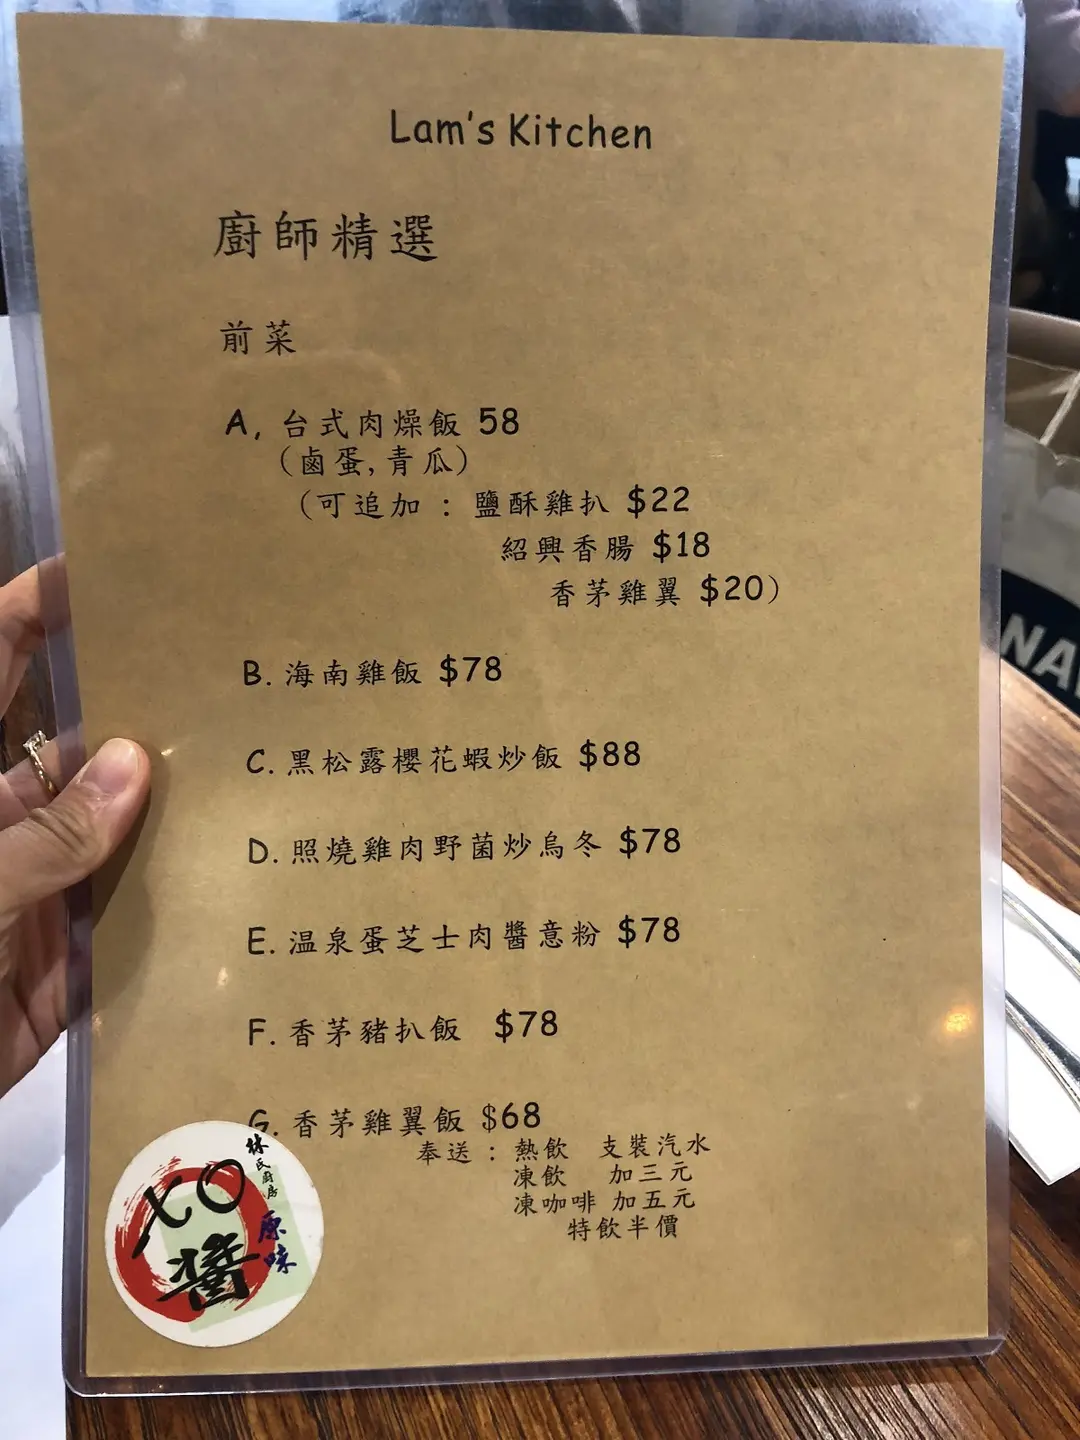 Lam's Kitchen
廚師精選
前菜
A, 台式肉燥飯 58
(鹵蛋,青瓜)
(可追加 : 鹽酥雞扒 $22
紹興香腸 $18
香茅雞翼 $20)
B. 海南雞飯 $78
C. 黑松露櫻花蝦炒飯 $88
D. 照燒雞肉野菌炒烏冬 $78
E. 温泉蛋芝士肉醬意粉 $78
F. 香茅豬扒飯 $78
G. 香茅雞翼飯 $68
奉送 : 熱飲 支裝汽水
凍飲 加三元
凍咖啡 加五元
特飲半價
林氏廚房
XO
醬
原味
NA